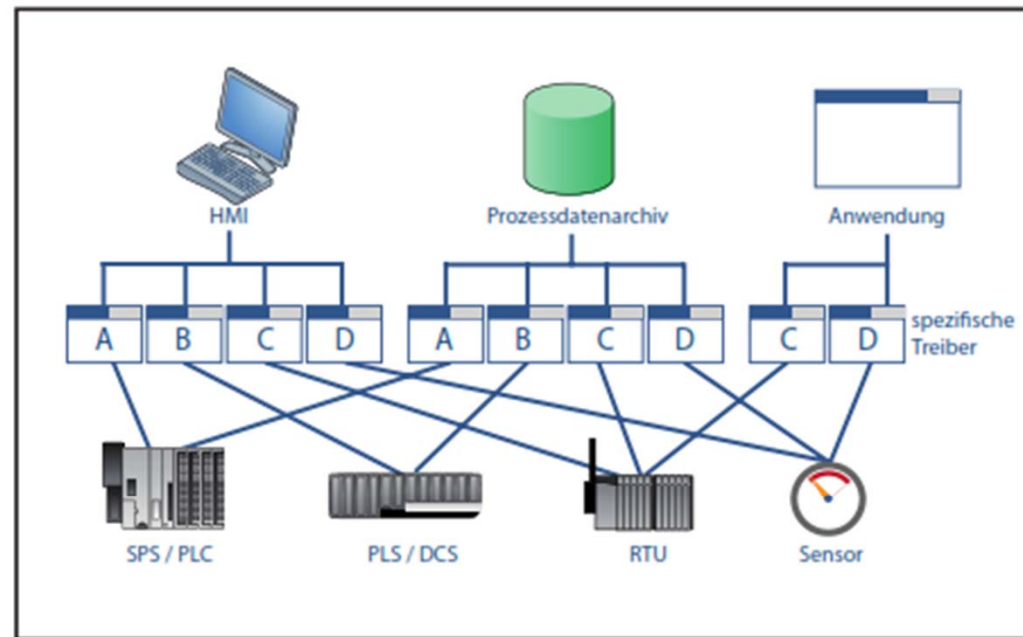 HMI
Prozessdatenarchiv
Anwendung
A B C D A B C D C D
spezifische
Treiber
SPS / PLC
PLS / DCS
RTU
Sensor